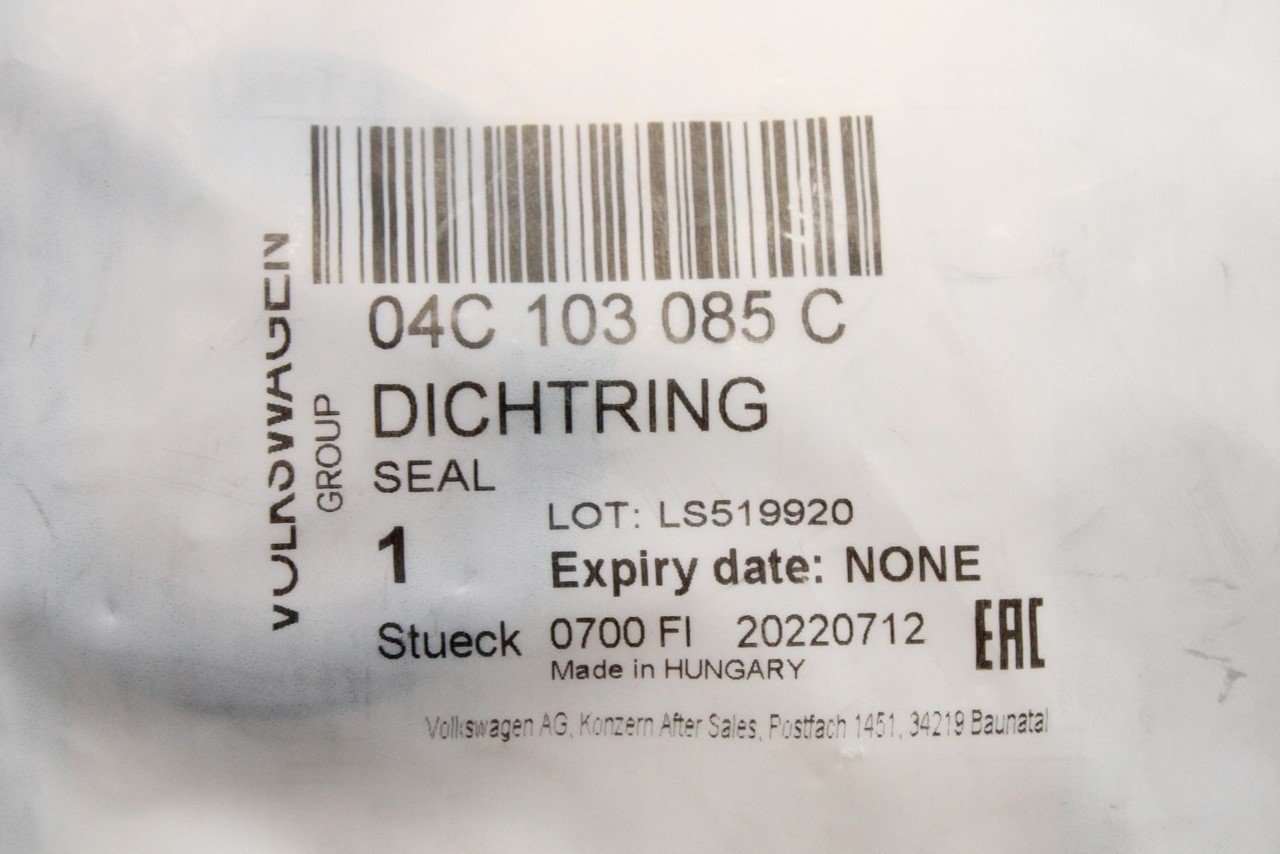 VOLKSWAGEN
GROUP
04C 103 085 C
DICHTRING
SEAL
LOT: LS519920
1
Expiry date: NONE
Stueck 0700 FI 20220712
Made in HUNGARY
EAC
Volkswagen AG, Konzern After Sales, Postfach 1451, 34219 Baunatal